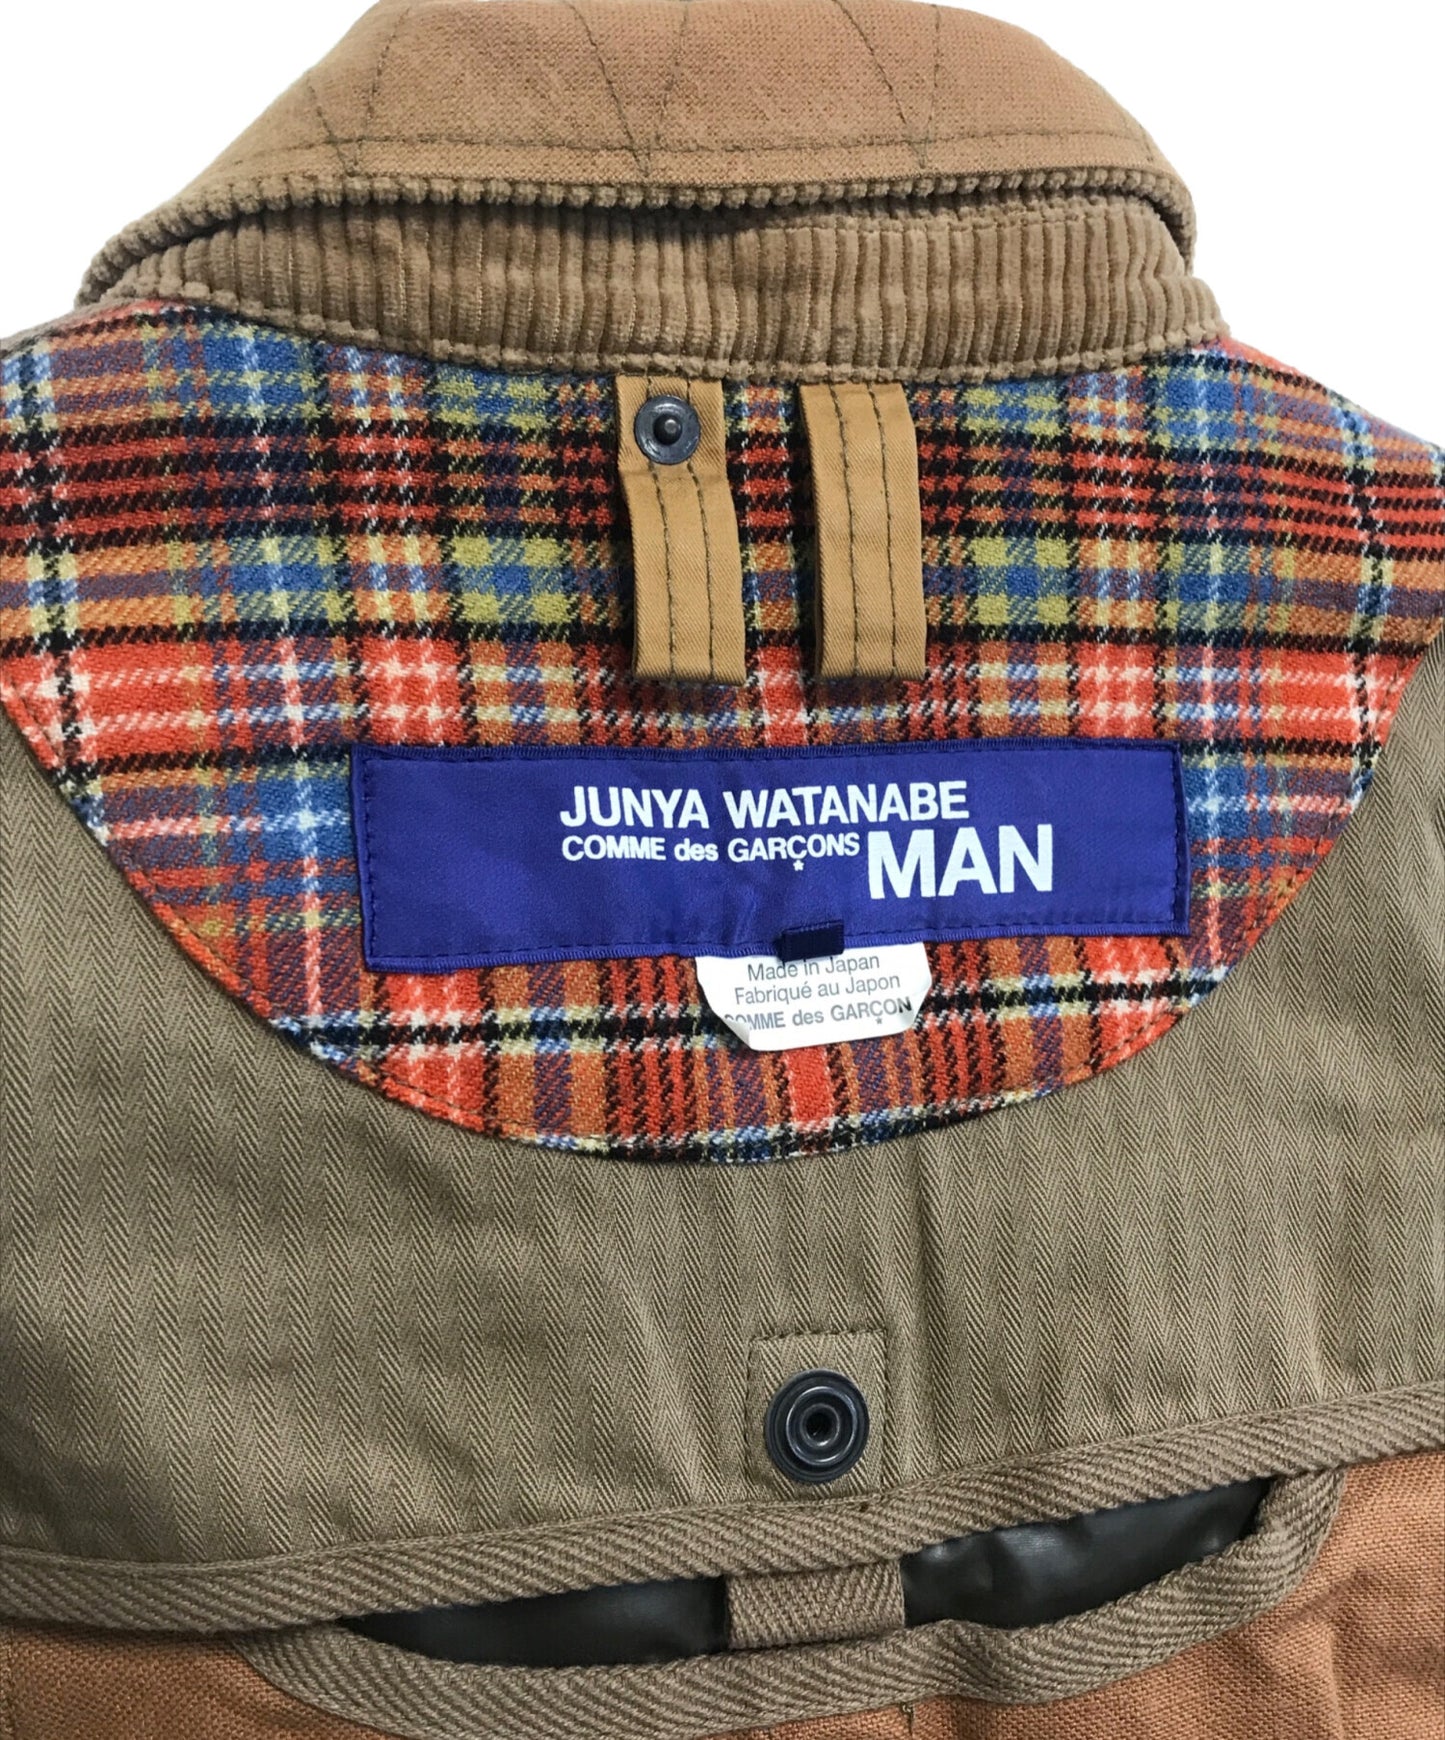 JUNYA WATANABE
COMME des GARÇONS MAN
Made in Japan
Fabriqué au Japon
COMME des GARÇON